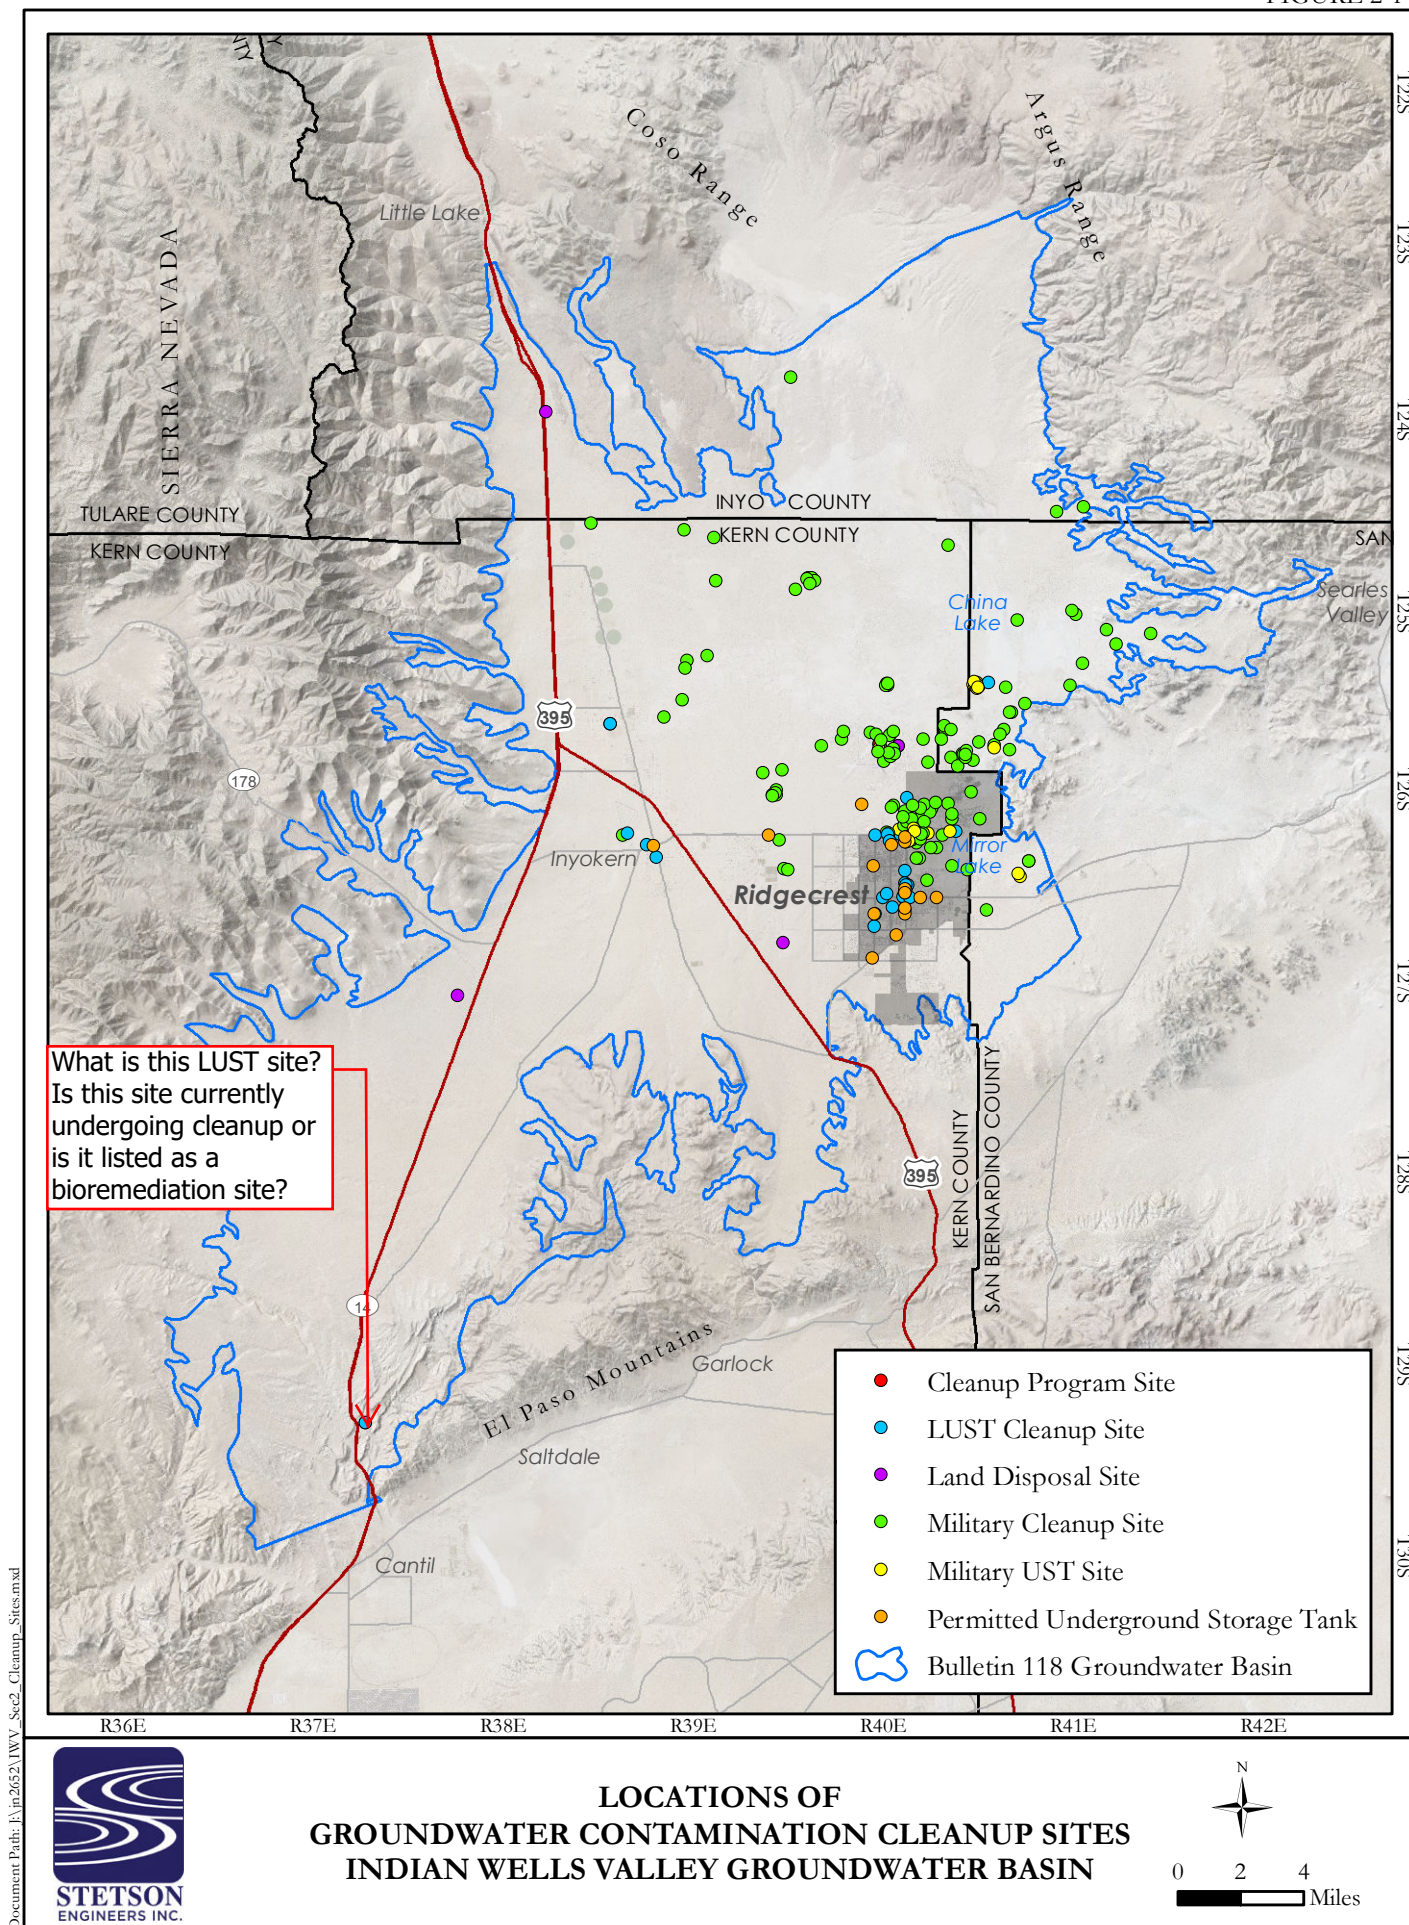 Coso Range
Argus Range
Little Lake
SIERRA NEVADA
T23S
T24S
TULARE COUNTY
KERN COUNTY
INYO COUNTY
KERN COUNTY
SAN
China
Lake
Searles
Valley
T25S
395
178
T26S
Inyokern
Mirror
Lake
Ridgecrest
T27S
What is this LUST site?
Is this site currently
undergoing cleanup or
is it listed as a
bioremediation site?
KERN COUNTY
SAN BERNARDINO COUNTY
395
T28S
14
El Paso Mountains
Garlock
T29S
Saltdale
Cantil
T30S
Cleanup Program Site
LUST Cleanup Site
Land Disposal Site
Military Cleanup Site
Military UST Site
Permitted Underground Storage Tank
Bulletin 118 Groundwater Basin
R36E R37E R38E R39E R40E R41E R42E
Document Path: J:\jn2652\IWV_Sec2_Cleanup_Sites.mxd
STETSON
ENGINEERS INC.
LOCATIONS OF
GROUNDWATER CONTAMINATION CLEANUP SITES
INDIAN WELLS VALLEY GROUNDWATER BASIN
N
0 2 4
Miles